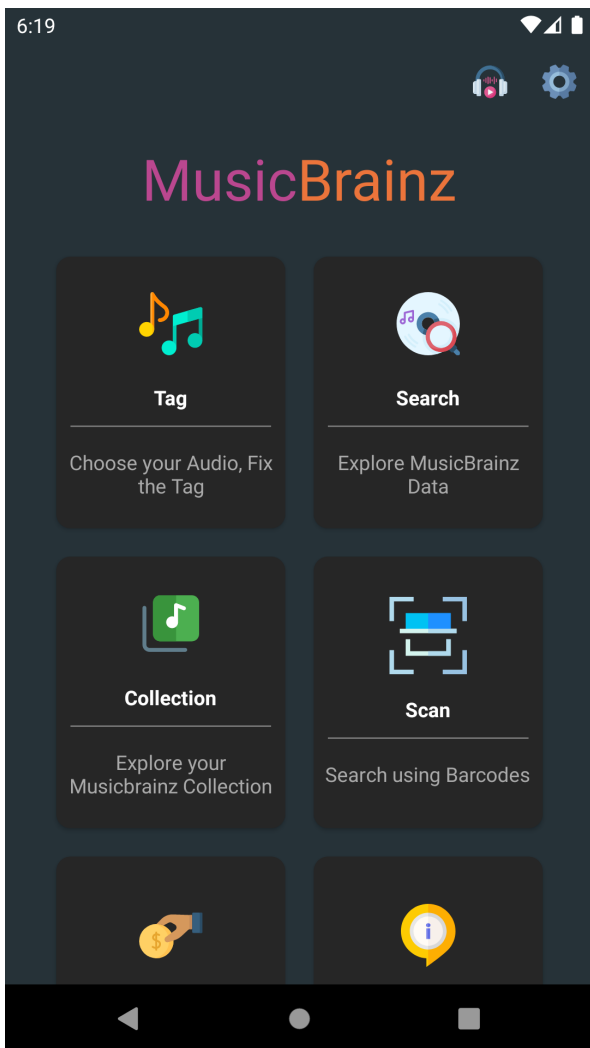 6:19
MusicBrainz
Tag
Choose your Audio, Fix
the Tag
Search
Explore MusicBrainz
Data
Collection
Explore your
Musicbrainz Collection
Scan
Search using Barcodes
$
i